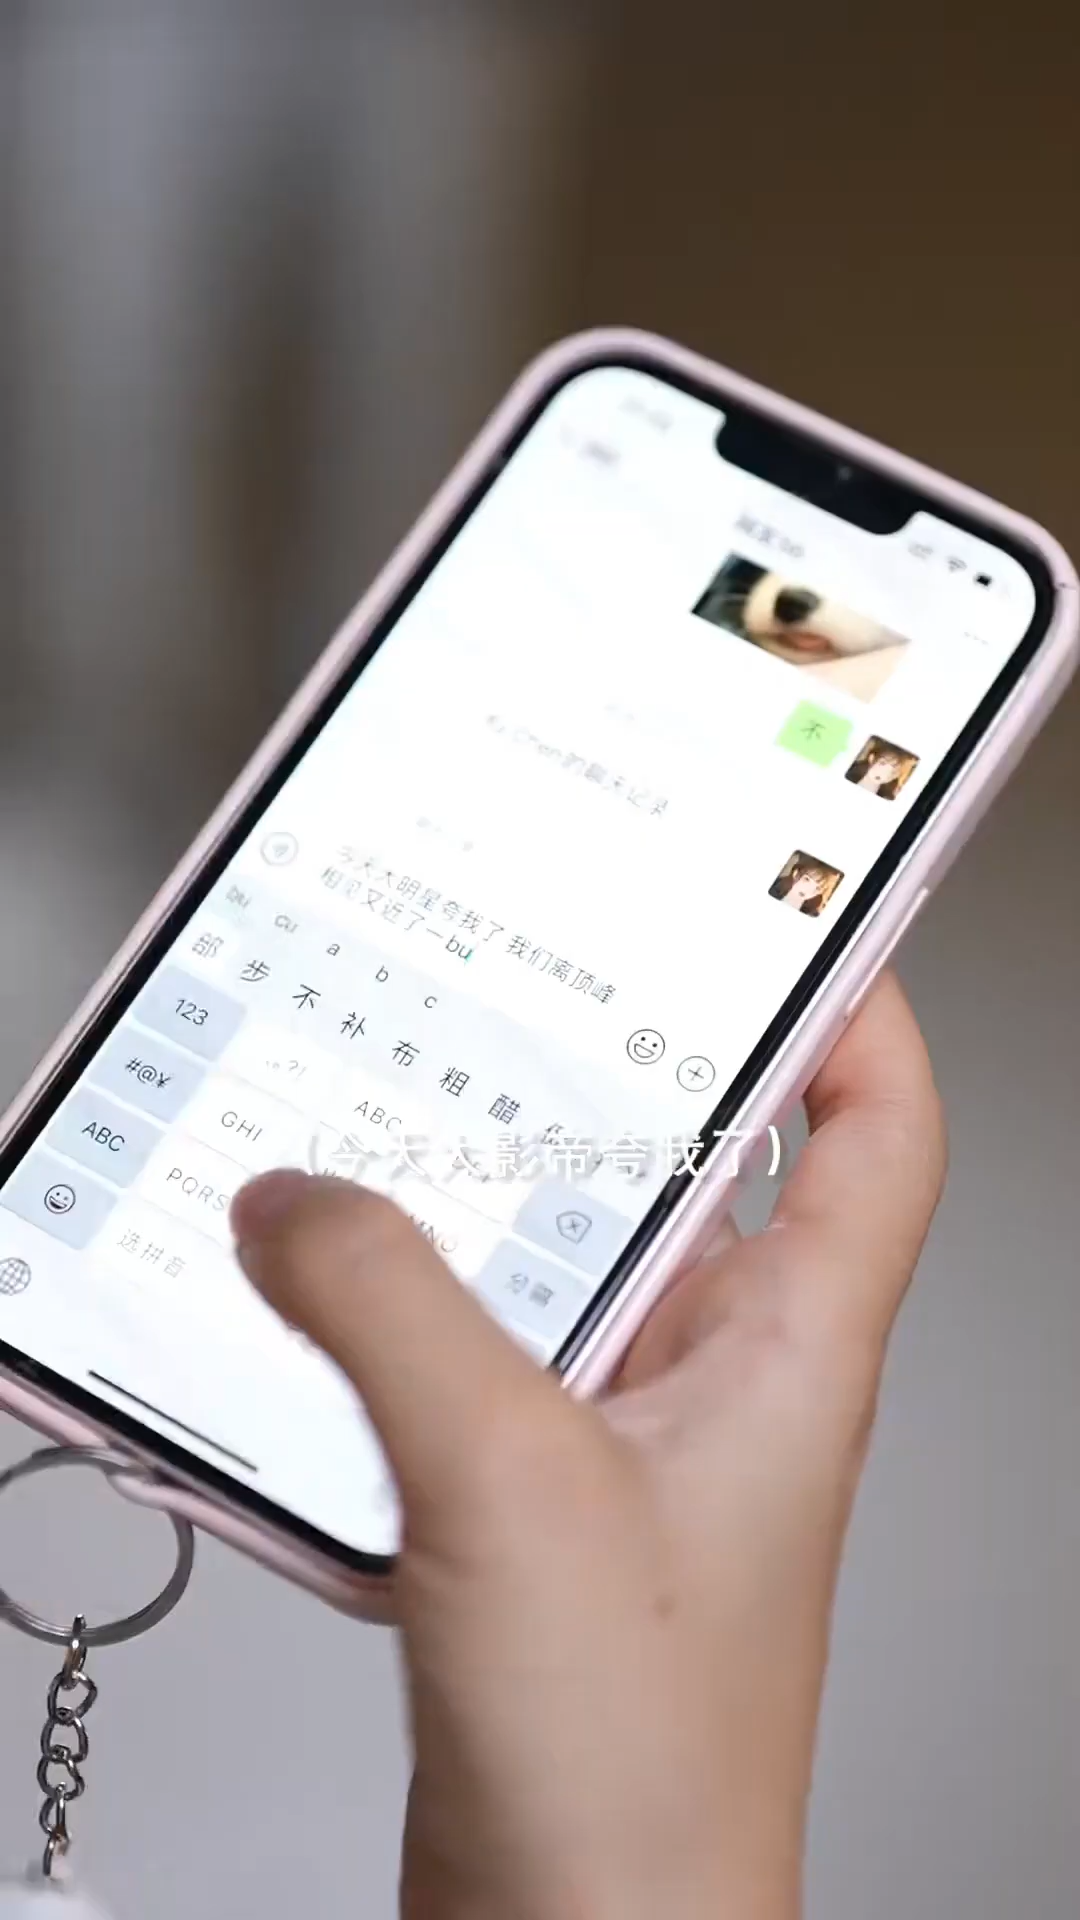 不
Ku Chen的聊天记录
今天大明星夸我了 我们离顶峰
相见又近了一bu
bu cu a b c
部 步 不 补 布 粗 醋
123
#@¥
ABC
ABC
GHI
PQRS
MNO
选拼音
分隔
(今天大影帝夸我了)